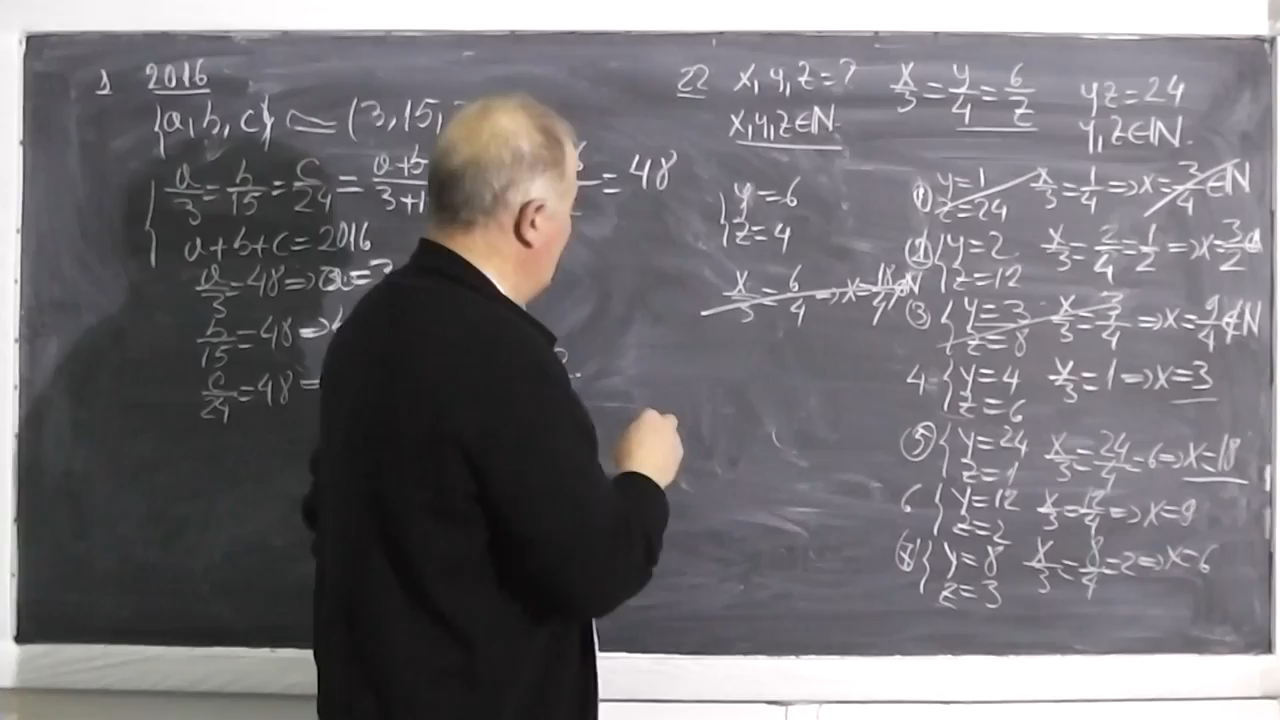 1 2016
{a, b, c} ≃ (3, 15,
a/3 = b/15 = c/24 = a+b/3+1 = 48
a+b+c=2016
a/3=48=>a=3
b/15=48=>
c/24=48=
22 x, y, z=? x/3=y/4=6/z yz=24
x,y,z∈N y,z∈N.
{y=6
z=4
x/3=6/4=>x=18/4∉N
① y=1 x/3=1/4=>x=3/4∈N
z=24
② {y=2 x/3=2/4=1/2=>x=3/2
z=12
③ {y=3 x/3=3/4=>x=9/4∉N
z=8
4 {y=4 x/3=1=>x=3
z=6
⑤ {y=24 x/3=24/4=6=>x=18
z=1
6 {y=12 x/3=12/4=>x=9
z=2
{y=8 x/3=8/4=2=>x=6
z=3